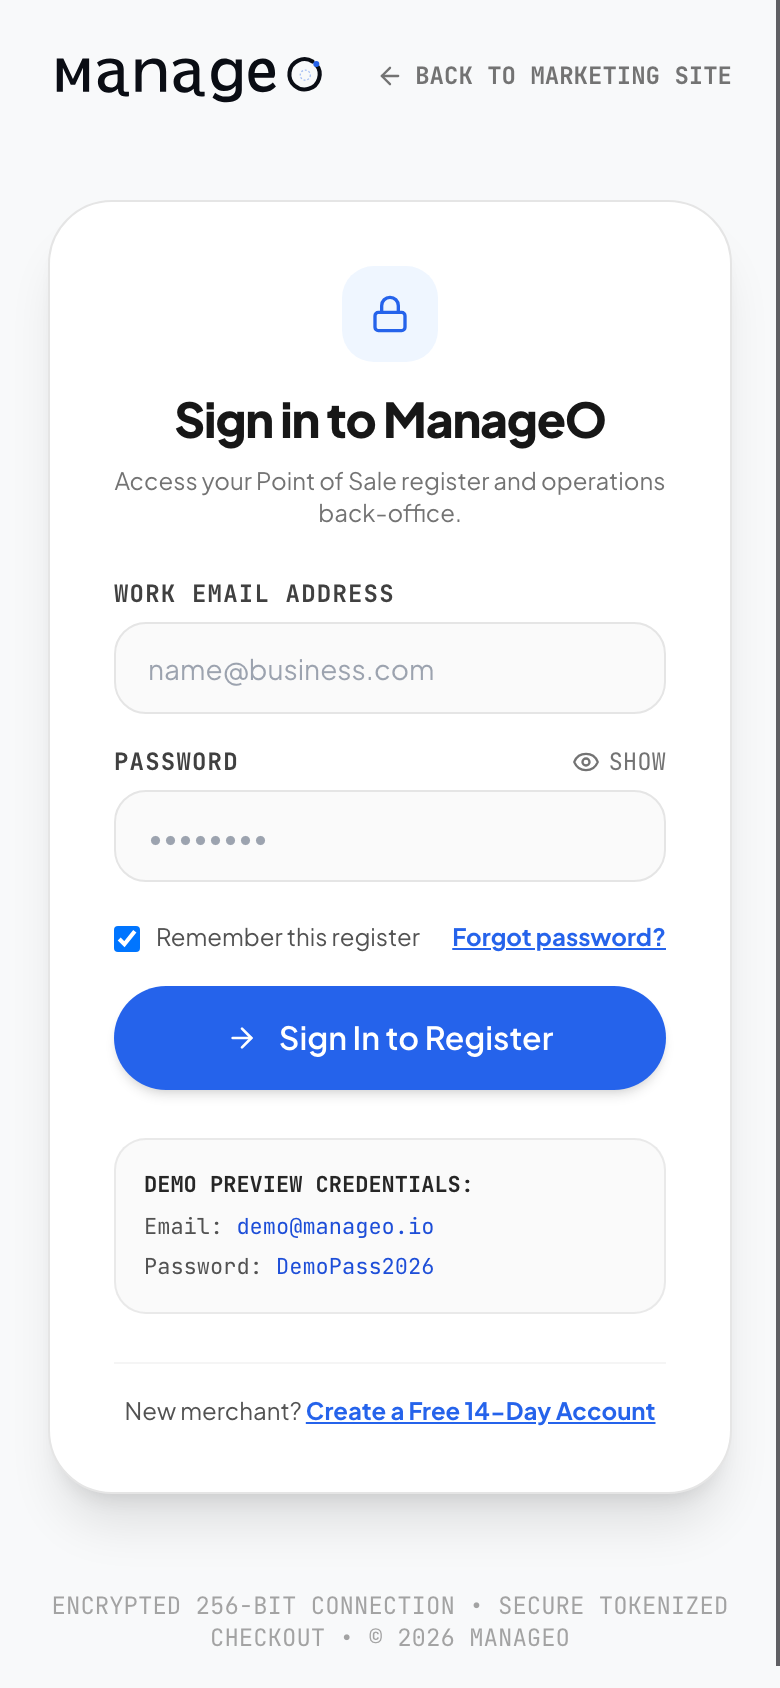 ManageO
← BACK TO MARKETING SITE
Sign in to ManageO
Access your Point of Sale register and operations
back-office.
WORK EMAIL ADDRESS
name@business.com
PASSWORD
SHOW
••••••••
Remember this register
Forgot password?
→ Sign In to Register
DEMO PREVIEW CREDENTIALS:
Email: demo@manageo.io
Password: DemoPass2026
New merchant? Create a Free 14-Day Account
ENCRYPTED 256-BIT CONNECTION • SECURE TOKENIZED
CHECKOUT • © 2026 MANAGEO